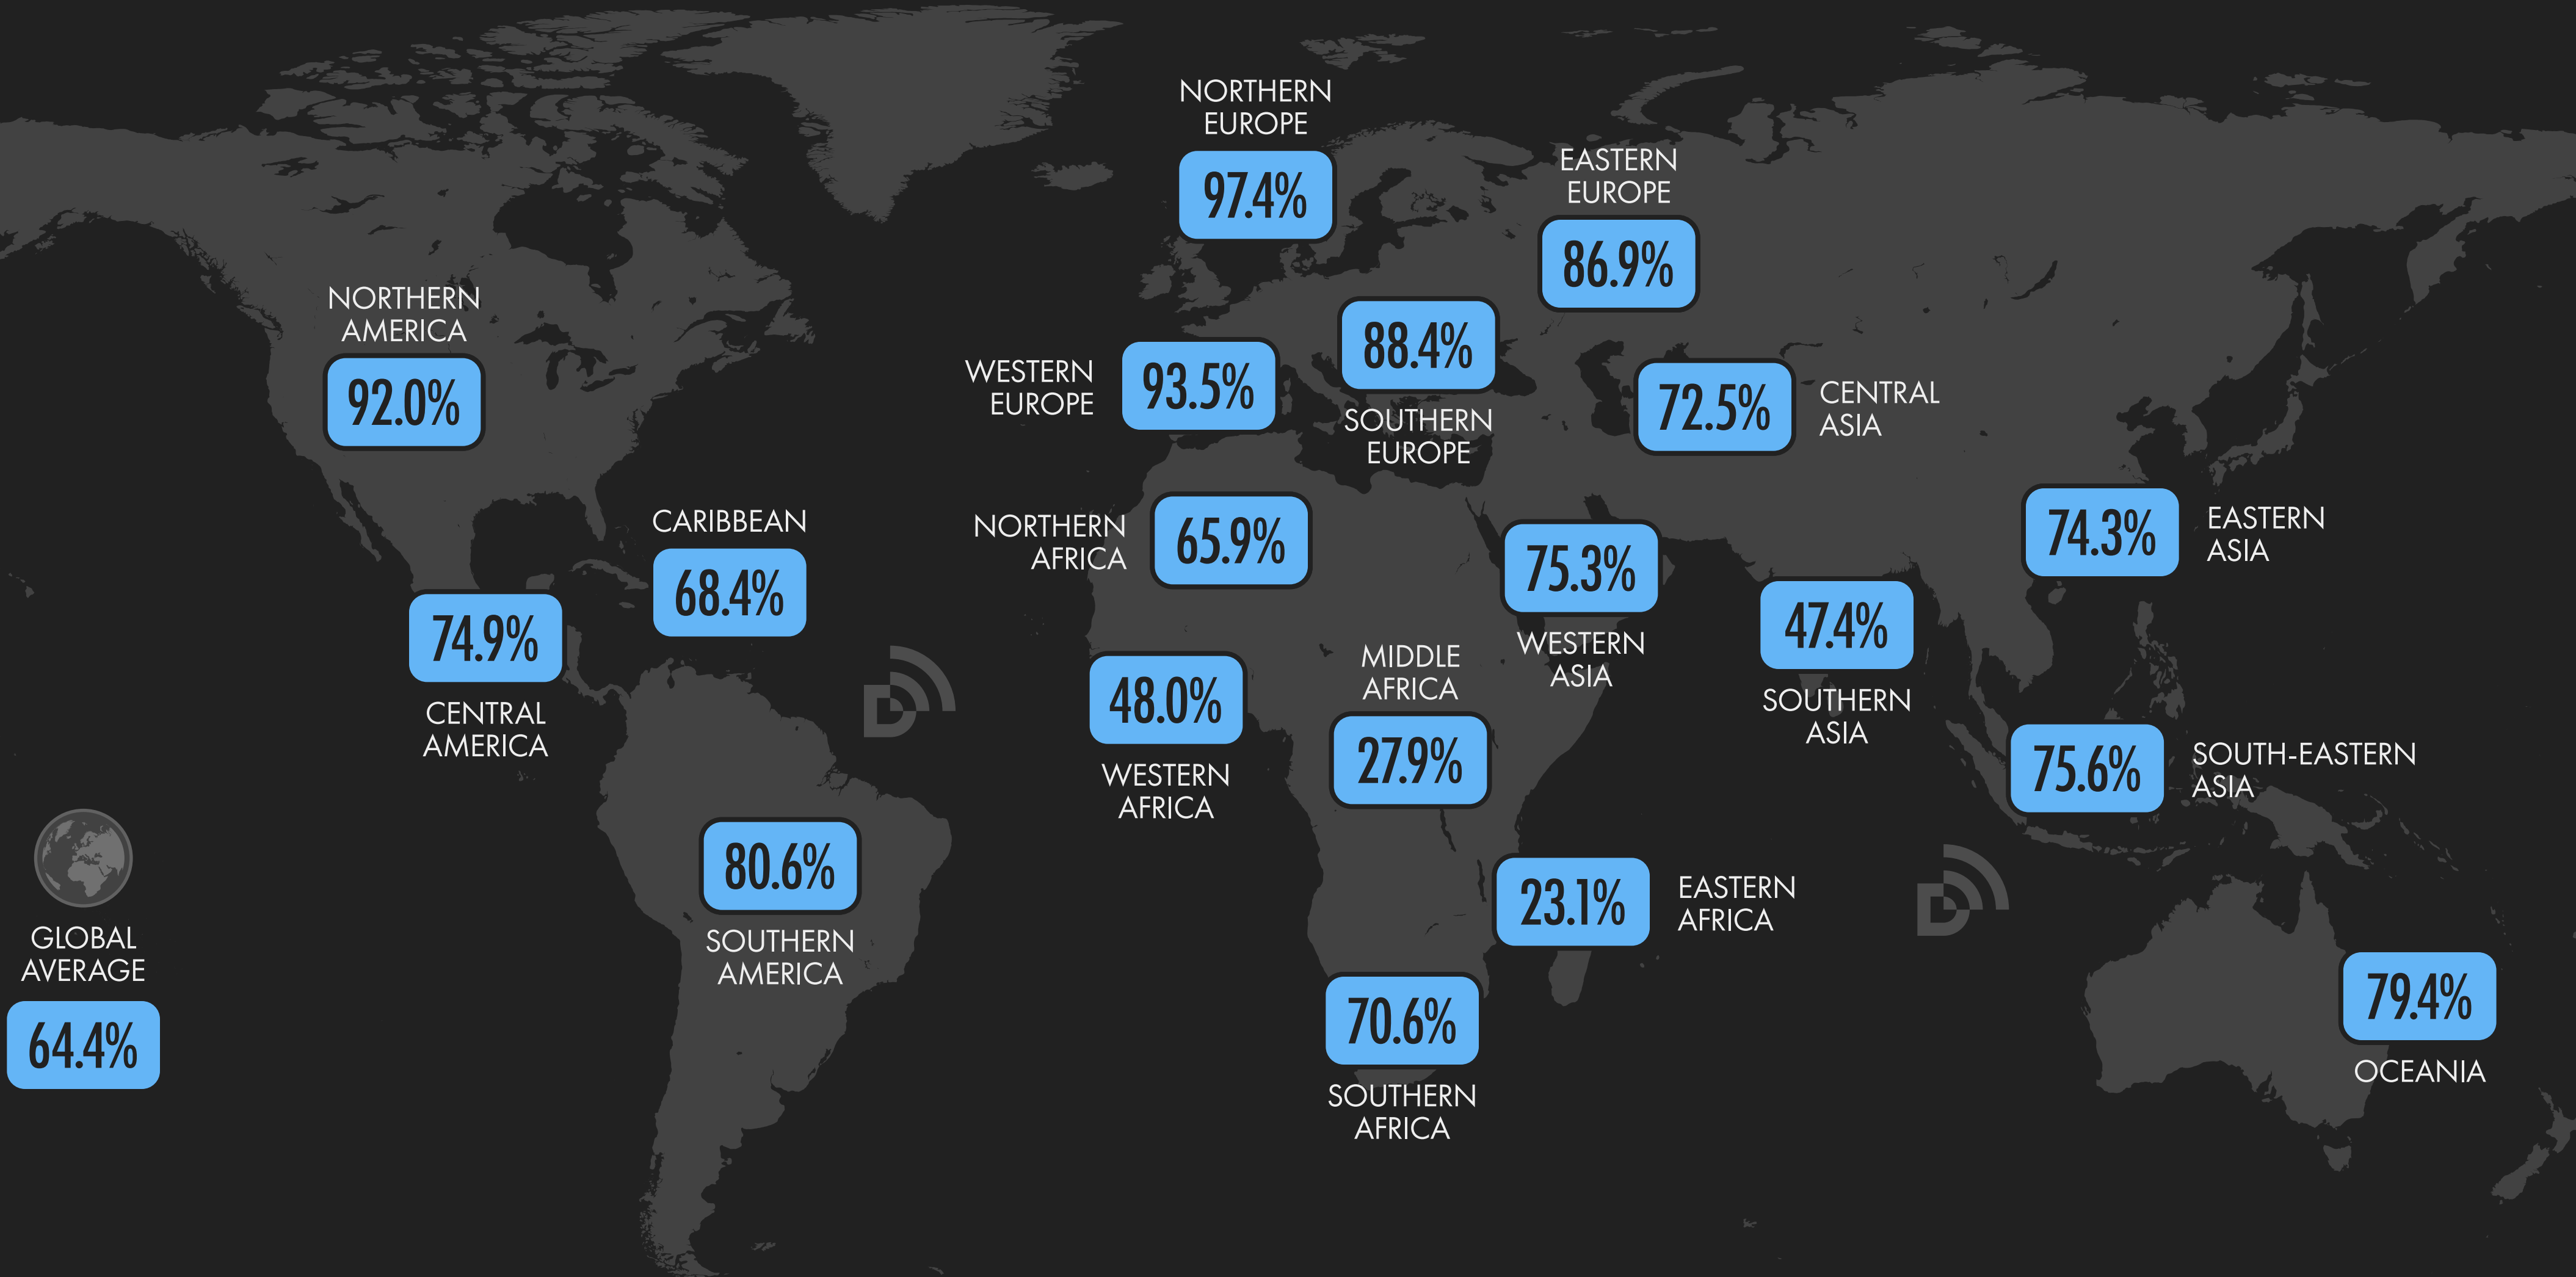 NORTHERN
EUROPE
97.4%
EASTERN
EUROPE
86.9%
NORTHERN
AMERICA
92.0%
WESTERN
EUROPE
93.5%
88.4%
SOUTHERN
EUROPE
72.5%
CENTRAL
ASIA
CARIBBEAN
68.4%
NORTHERN
AFRICA
65.9%
75.3%
WESTERN
ASIA
74.3%
EASTERN
ASIA
74.9%
CENTRAL
AMERICA
47.4%
SOUTHERN
ASIA
48.0%
WESTERN
AFRICA
MIDDLE
AFRICA
27.9%
75.6%
SOUTH-EASTERN
ASIA
80.6%
SOUTHERN
AMERICA
23.1%
EASTERN
AFRICA
GLOBAL
AVERAGE
64.4%
70.6%
SOUTHERN
AFRICA
79.4%
OCEANIA